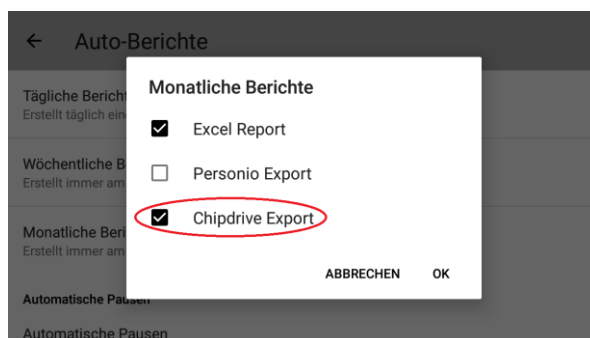 Auto-Berichte
Tägliche Bericht
Erstellt täglich ein
Wöchentliche B
Erstellt immer am
Monatliche Beri
Erstellt immer am
Automatische Pausen
Automatische Pausen
Monatliche Berichte
Excel Report
Personio Export
Chipdrive Export
ABBRECHEN OK